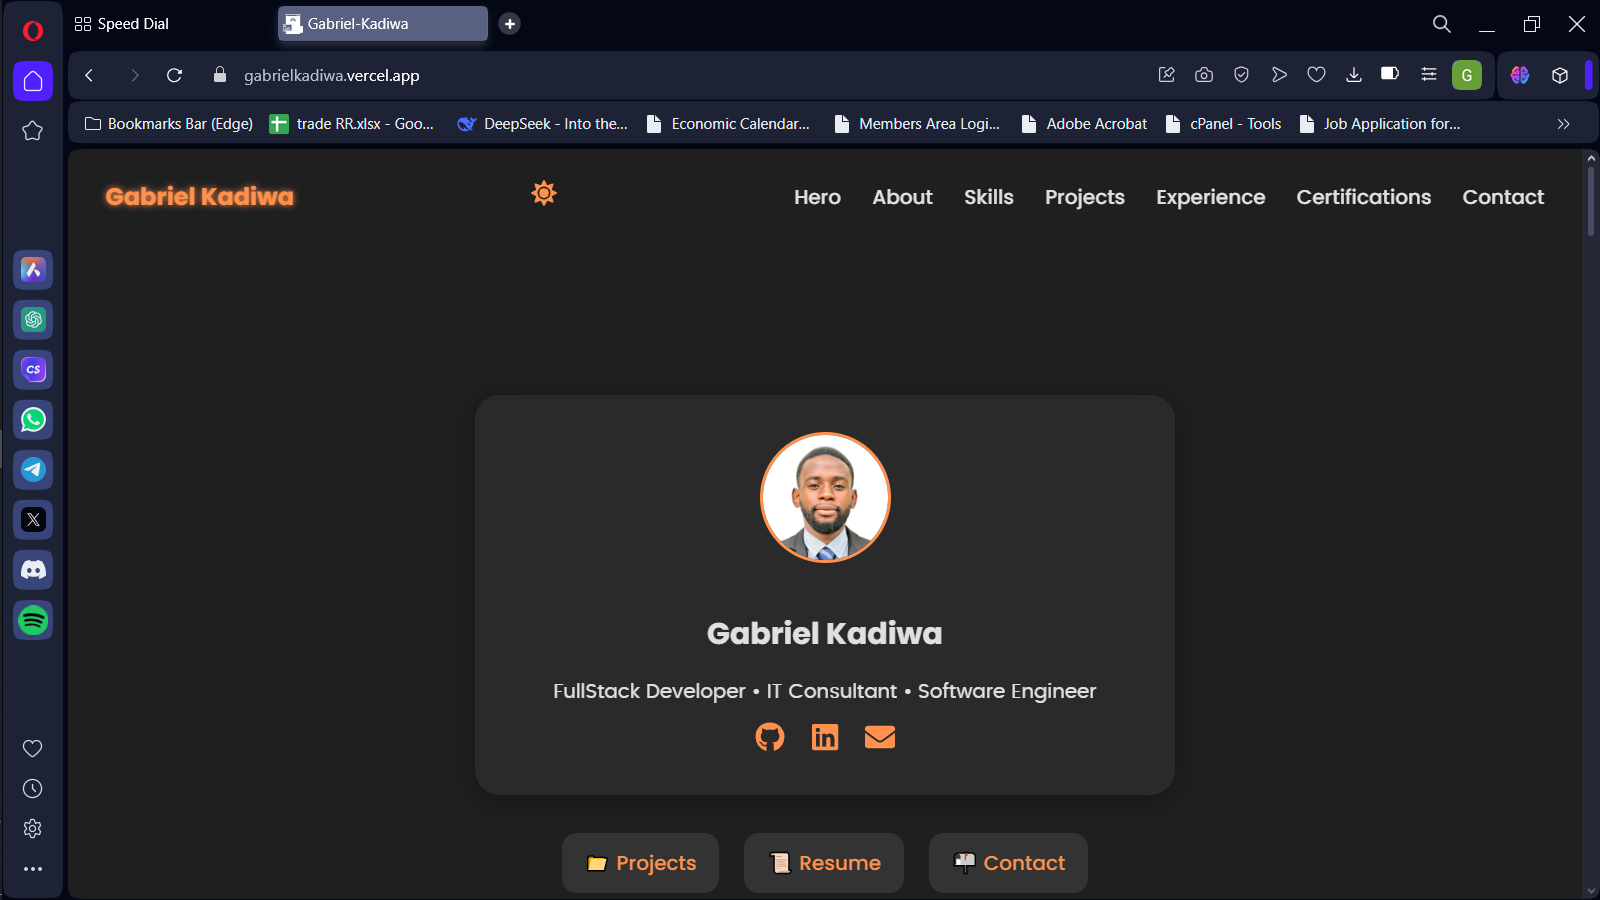 Speed Dial
Gabriel-Kadiwa
gabrielkadiwa.vercel.app
G
Bookmarks Bar (Edge)
trade RR.xlsx - Goo...
DeepSeek - Into the...
Economic Calendar...
Members Area Logi...
Adobe Acrobat
cPanel - Tools
Job Application for...
Gabriel Kadiwa
Hero
About
Skills
Projects
Experience
Certifications
Contact
CS
Gabriel Kadiwa
FullStack Developer • IT Consultant • Software Engineer
in
Projects
Resume
Contact